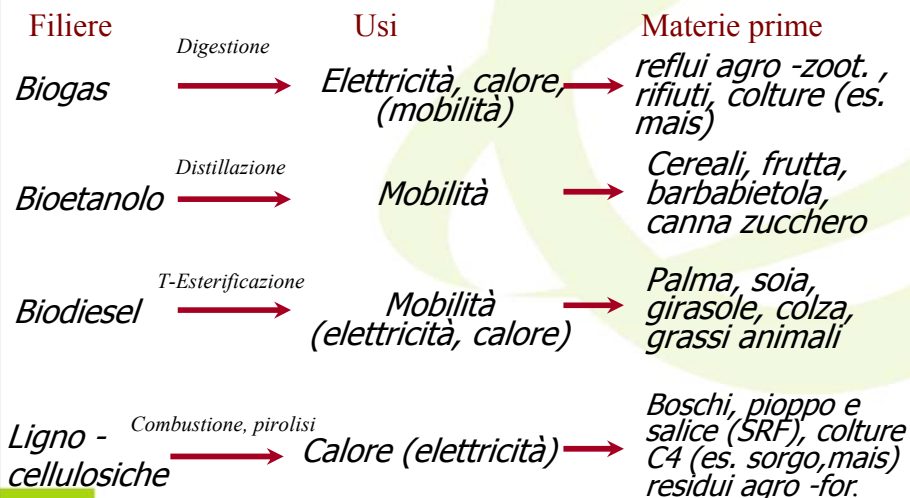 Filiere
Usi
Materie prime
Digestione
Biogas
Elettricità, calore,
(mobilità)
reflui agro -zoot. ,
rifiuti, colture (es.
mais)
Distillazione
Bioetanolo
Mobilità
Cereali, frutta,
barbabietola,
canna zucchero
T-Esterificazione
Biodiesel
Mobilità
(elettricità, calore)
Palma, soia,
girasole, colza,
grassi animali
Combustione, pirolisi
Ligno -
cellulosiche
Calore (elettricità)
Boschi, pioppo e
salice (SRF), colture
C4 (es. sorgo,mais)
residui agro -for.